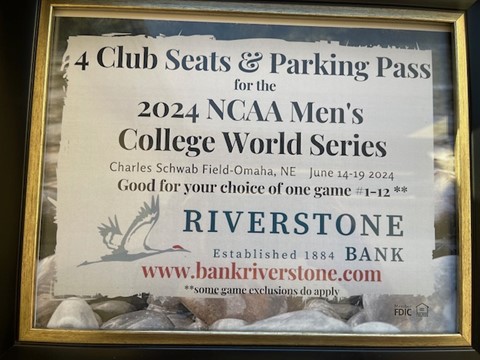 4 Club Seats & Parking Pass
for the
2024 NCAA Men's
College World Series
Charles Schwab Field-Omaha, NE June 14-19 2024
Good for your choice of one game #1-12 **
RIVERSTONE
Established 1884 BANK
www.bankriverstone.com
**some game exclusions do apply
FDIC